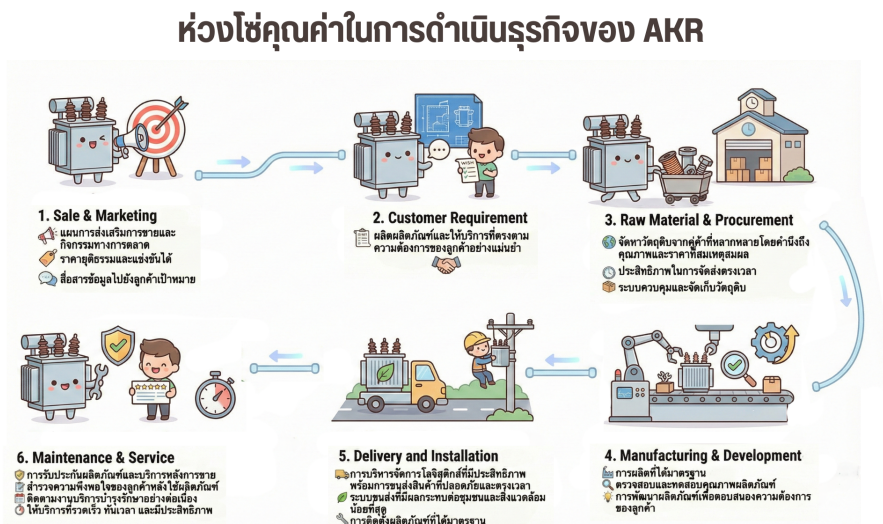 ห่วงโซ่คุณค่าในการดำเนินธุรกิจของ AKR
1. Sale & Marketing
แผนการส่งเสริมการขายและ
กิจกรรมทางการตลาด
ราคายุติธรรมและแข่งขันได้
สื่อสารข้อมูลไปยังลูกค้าเป้าหมาย
WISH
2. Customer Requirement
ผลิตผลิตภัณฑ์และให้บริการที่ตรงตาม
ความต้องการของลูกค้าอย่างแม่นยำ
3. Raw Material & Procurement
จัดหาวัตถุดิบจากคู่ค้าที่หลากหลายโดยคำนึงถึง
คุณภาพและราคาที่สมเหตุสมผล
ประสิทธิภาพในการจัดส่งตรงเวลา
ระบบควบคุมและจัดเก็บวัตถุดิบ
4. Manufacturing & Development
การผลิตที่ได้มาตรฐาน
ตรวจสอบและทดสอบคุณภาพผลิตภัณฑ์
การพัฒนาผลิตภัณฑ์เพื่อตอบสนองความต้องการ
ของลูกค้า
5. Delivery and Installation
การบริหารจัดการโลจิสติกส์ที่มีประสิทธิภาพ
พร้อมการขนส่งสินค้าที่ปลอดภัยและตรงเวลา
ระบบขนส่งที่มีผลกระทบต่อชุมชนและสิ่งแวดล้อม
น้อยที่สุด
การติดตั้งผลิตภัณฑ์ที่ได้มาตรฐาน
6. Maintenance & Service
การรับประกันผลิตภัณฑ์และบริการหลังการขาย
สำรวจความพึงพอใจของลูกค้าหลังใช้ผลิตภัณฑ์
ติดตามงานบริการบำรุงรักษาอย่างต่อเนื่อง
ให้บริการที่รวดเร็ว ทันเวลา และมีประสิทธิภาพ